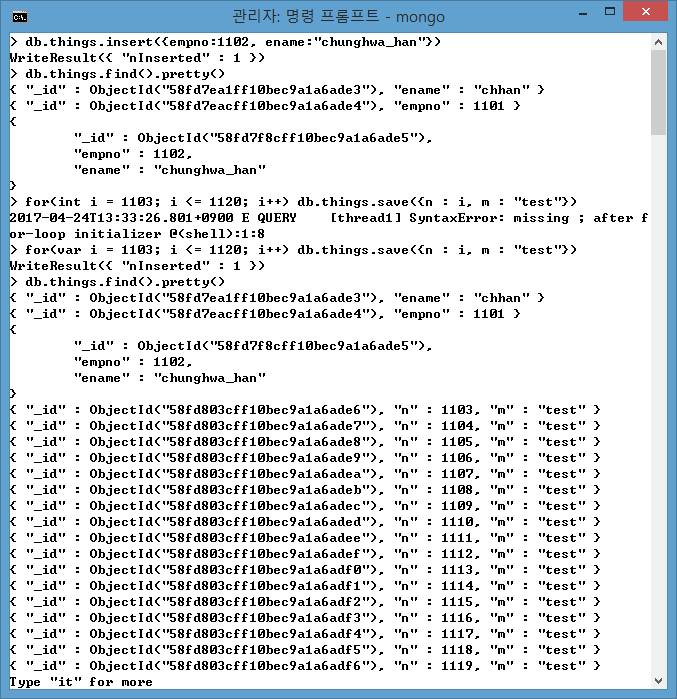 관리자: 명령 프롬프트 - mongo
> db.things.insert({empno:1102, ename:"chunghwa_han"})
WriteResult({ "nInserted" : 1 })
> db.things.find().pretty()
{ "_id" : ObjectId("58fd7ea1ff10bec9a1a6ade3"), "ename" : "chhan" }
{ "_id" : ObjectId("58fd7eacff10bec9a1a6ade4"), "empno" : 1101 }
{
        "_id" : ObjectId("58fd7f8cff10bec9a1a6ade5"),
        "empno" : 1102,
        "ename" : "chunghwa_han"
}
> for(int i = 1103; i <= 1120; i++) db.things.save({n : i, m : "test"})
2017-04-24T13:33:26.801+0900 E QUERY    [thread1] SyntaxError: missing ; after f
or-loop initializer @(shell):1:8
> for(var i = 1103; i <= 1120; i++) db.things.save({n : i, m : "test"})
WriteResult({ "nInserted" : 1 })
> db.things.find().pretty()
{ "_id" : ObjectId("58fd7ea1ff10bec9a1a6ade3"), "ename" : "chhan" }
{ "_id" : ObjectId("58fd7eacff10bec9a1a6ade4"), "empno" : 1101 }
{
        "_id" : ObjectId("58fd7f8cff10bec9a1a6ade5"),
        "empno" : 1102,
        "ename" : "chunghwa_han"
}
{ "_id" : ObjectId("58fd803cff10bec9a1a6ade6"), "n" : 1103, "m" : "test" }
{ "_id" : ObjectId("58fd803cff10bec9a1a6ade7"), "n" : 1104, "m" : "test" }
{ "_id" : ObjectId("58fd803cff10bec9a1a6ade8"), "n" : 1105, "m" : "test" }
{ "_id" : ObjectId("58fd803cff10bec9a1a6ade9"), "n" : 1106, "m" : "test" }
{ "_id" : ObjectId("58fd803cff10bec9a1a6adea"), "n" : 1107, "m" : "test" }
{ "_id" : ObjectId("58fd803cff10bec9a1a6adeb"), "n" : 1108, "m" : "test" }
{ "_id" : ObjectId("58fd803cff10bec9a1a6adec"), "n" : 1109, "m" : "test" }
{ "_id" : ObjectId("58fd803cff10bec9a1a6aded"), "n" : 1110, "m" : "test" }
{ "_id" : ObjectId("58fd803cff10bec9a1a6adee"), "n" : 1111, "m" : "test" }
{ "_id" : ObjectId("58fd803cff10bec9a1a6adef"), "n" : 1112, "m" : "test" }
{ "_id" : ObjectId("58fd803cff10bec9a1a6adf0"), "n" : 1113, "m" : "test" }
{ "_id" : ObjectId("58fd803cff10bec9a1a6adf1"), "n" : 1114, "m" : "test" }
{ "_id" : ObjectId("58fd803cff10bec9a1a6adf2"), "n" : 1115, "m" : "test" }
{ "_id" : ObjectId("58fd803cff10bec9a1a6adf3"), "n" : 1116, "m" : "test" }
{ "_id" : ObjectId("58fd803cff10bec9a1a6adf4"), "n" : 1117, "m" : "test" }
{ "_id" : ObjectId("58fd803cff10bec9a1a6adf5"), "n" : 1118, "m" : "test" }
{ "_id" : ObjectId("58fd803cff10bec9a1a6adf6"), "n" : 1119, "m" : "test" }
Type "it" for more